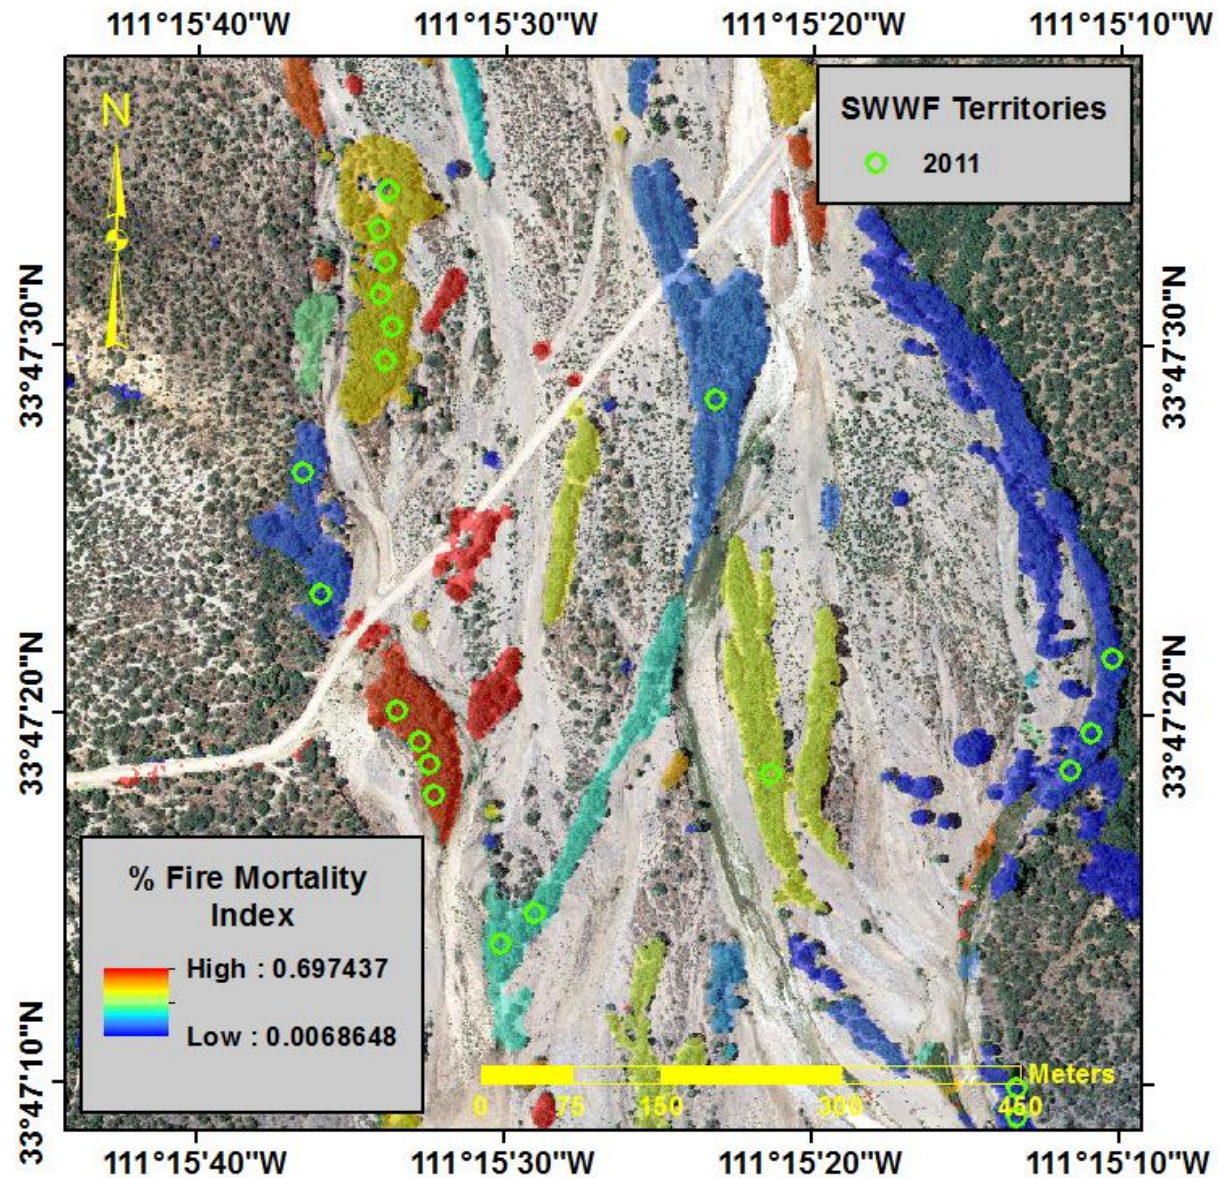 111°15'40"W 111°15'30"W 111°15'20"W 111°15'10"W
N
SWWF Territories
2011
33°47'30"N 33°47'30"N
33°47'20"N 33°47'20"N
% Fire Mortality
Index
High : 0.697437
Low : 0.0068648
33°47'10"N
Meters
0 75 150 300 450
111°15'40"W 111°15'30"W 111°15'20"W 111°15'10"W